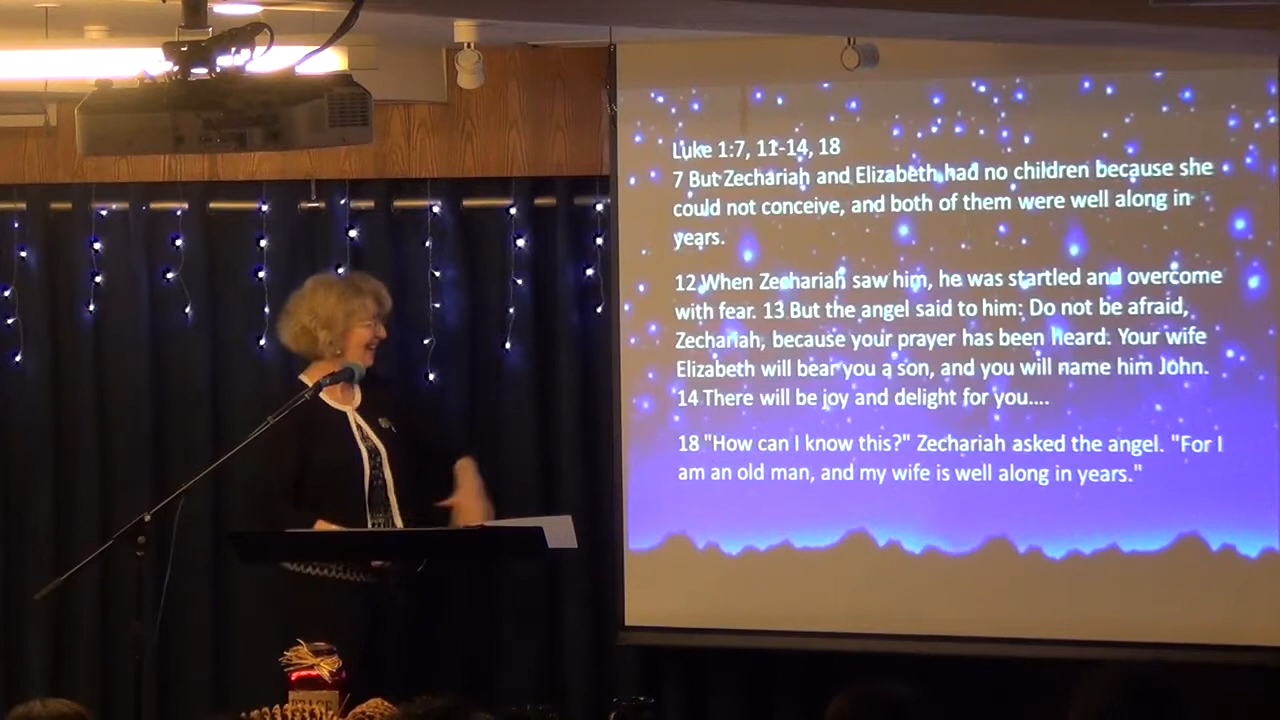 Luke 1:7, 11-14, 18
7 But Zechariah and Elizabeth had no children because she
could not conceive, and both of them were well along in
years.
12 When Zechariah saw him, he was startled and overcome
with fear. 13 But the angel said to him: Do not be afraid,
Zechariah, because your prayer has been heard. Your wife
Elizabeth will bear you a son, and you will name him John.
14 There will be joy and delight for you....
18 "How can I know this?" Zechariah asked the angel. "For I
am an old man, and my wife is well along in years."